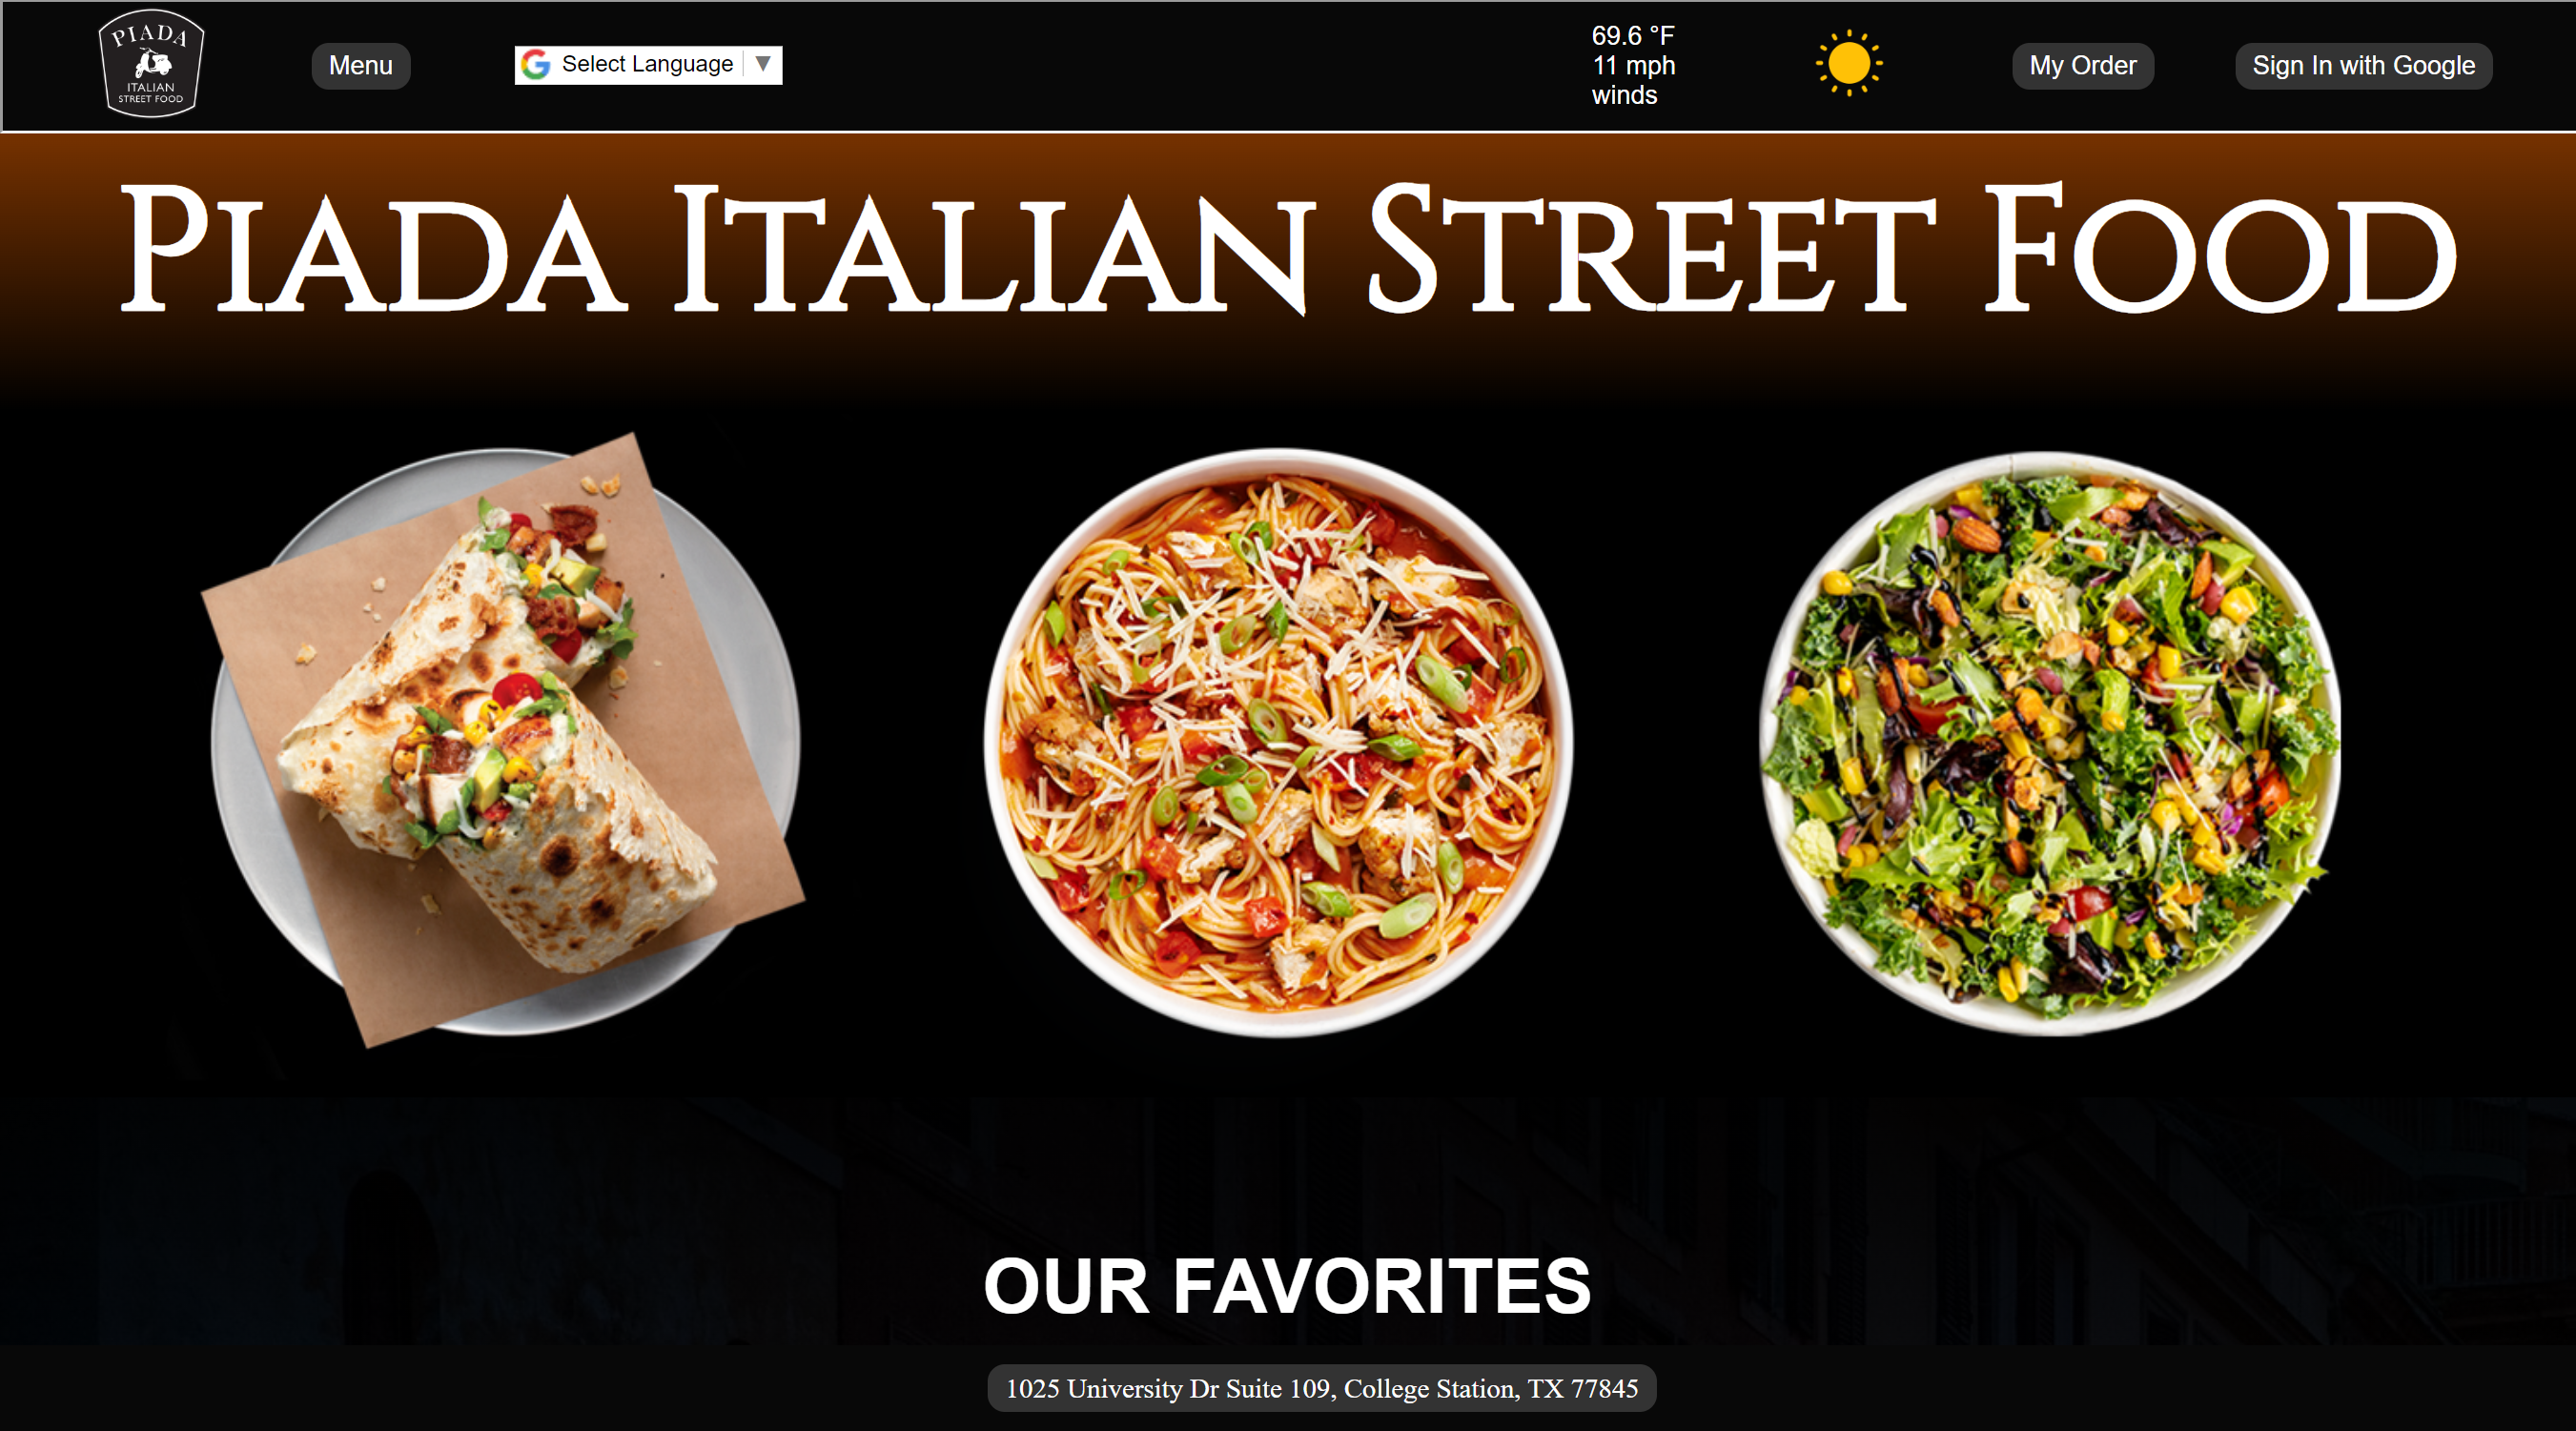 PIADA
ITALIAN
STREET FOOD
Menu
Select Language ▼
69.6 °F
11 mph
winds
My Order
Sign In with Google
PIADA ITALIAN STREET FOOD
OUR FAVORITES
1025 University Dr Suite 109, College Station, TX 77845